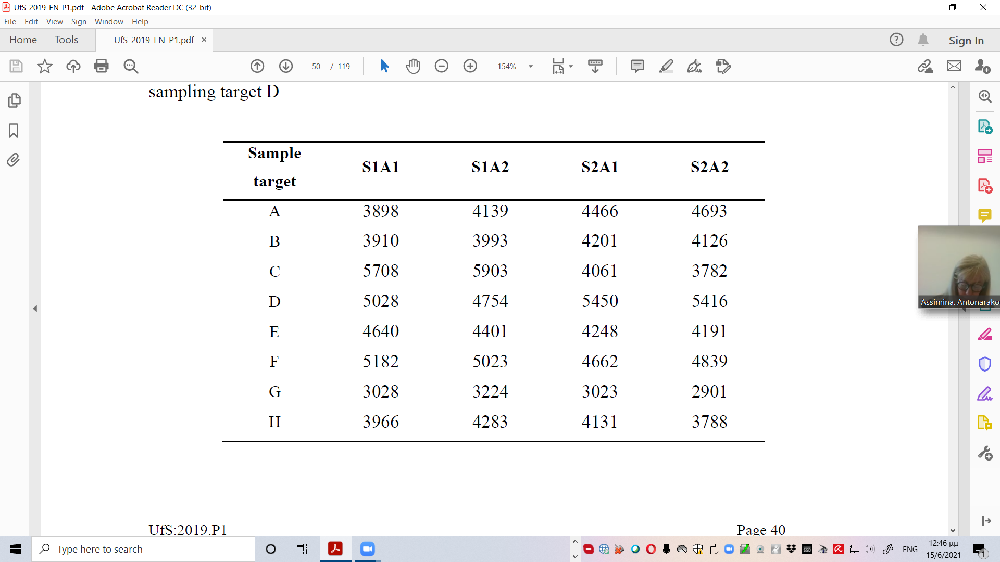 UfS_2019_EN_P1.pdf - Adobe Acrobat Reader DC (32-bit)
File Edit View Sign Window Help
Home Tools UfS_2019_EN_P1.pdf × Sign In
50 / 119 154%
sampling target D
Sample target S1A1 S1A2 S2A1 S2A2
A 3898 4139 4466 4693
B 3910 3993 4201 4126
C 5708 5903 4061 3782
D 5028 4754 5450 5416
E 4640 4401 4248 4191
F 5182 5023 4662 4839
G 3028 3224 3023 2901
H 3966 4283 4131 3788
Assimina. Antonarako
UfS:2019.P1 Page 40
Type here to search
SSD
ENG
12:46 μμ
15/6/2021
1